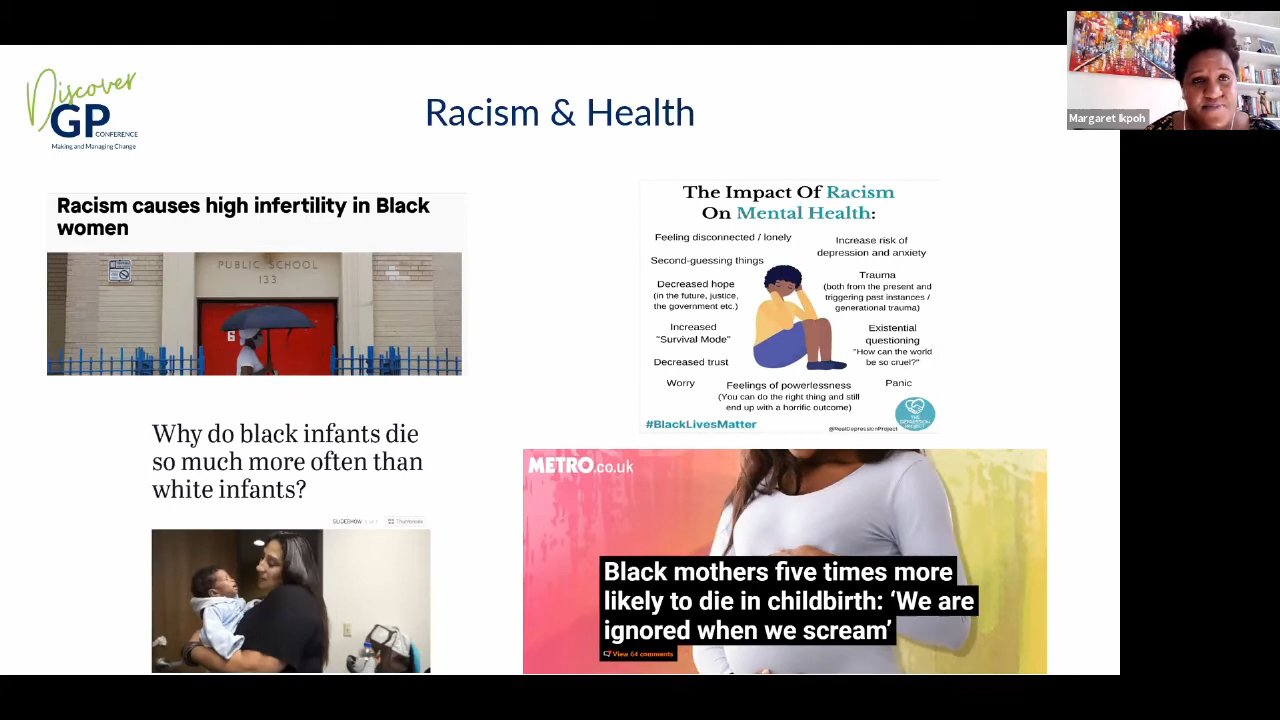 Discover
GP
CONFERENCE
Making and Managing Change
Racism & Health
Margaret Ikpoh
Racism causes high infertility in Black
women
PUBLIC SCHOOL
133
The Impact Of Racism
On Mental Health:
Feeling disconnected / lonely
Second-guessing things
Decreased hope
(in the future, justice,
the government etc.)
Increased
"Survival Mode"
Decreased trust
Worry
Increase risk of
depression and anxiety
Trauma
(both from the present and
triggering past instances /
generational trauma)
Existential
questioning
"How can the world
be so cruel?"
Panic
Feelings of powerlessness
(You can do the right thing and still
end up with a horrific outcome)
#BlackLivesMatter
THE
DEPRESSION
PROJECT
Why do black infants die
so much more often than
white infants?
SLIDESHOW
Thumbnails
METRO.co.uk
Black mothers five times more
likely to die in childbirth: ‘We are
ignored when we scream’
View 64 comments